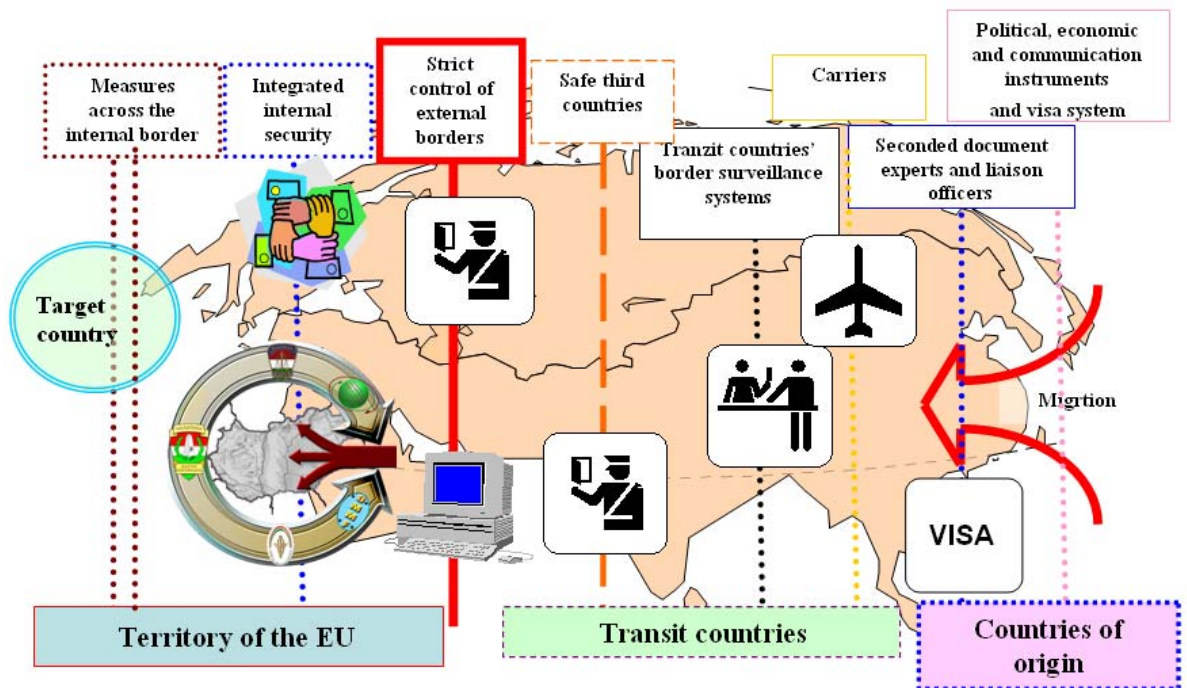 Political, economic
and communication
instruments
and visa system
Measures
across the
internal border
Integrated
internal
security
Strict
control of
external
borders
Safe third
countries
Carriers
Tranzit countries’
border surveillance
systems
Seconded document
experts and liaison
officers
Target
country
Migrtion
VISA
Territory of the EU
Transit countries
Countries of
origin